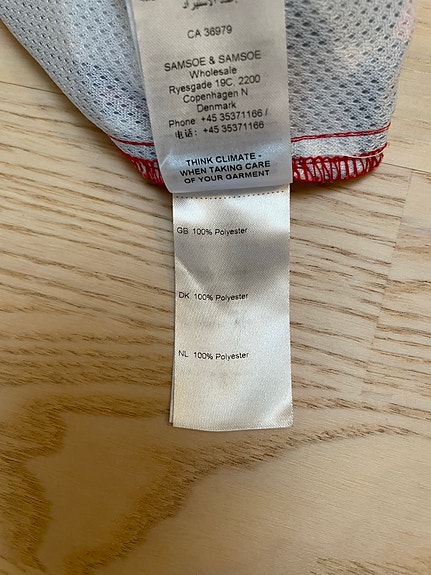 CA 36979
SAMSOE & SAMSOE
Wholesale
Ryesgade 19C, 2200
Copenhagen N
Denmark
Phone: +45 35371166 /
电话: +45 35371166
THINK CLIMATE -
WHEN TAKING CARE
OF YOUR GARMENT
GB 100% Polyester
DK 100% Polyester
NL 100% Polyester